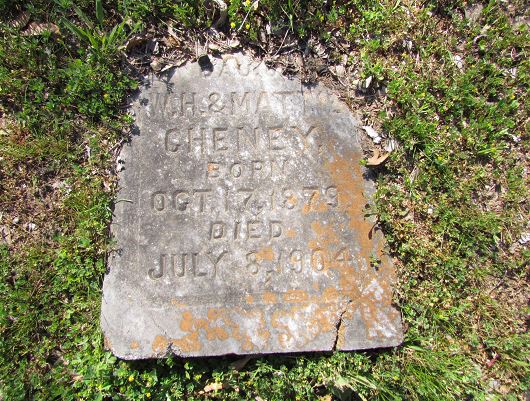 W.H. & MATTIE
CHENEY.
BORN
OCT. 17, 1879
DIED
JULY 8, 1904